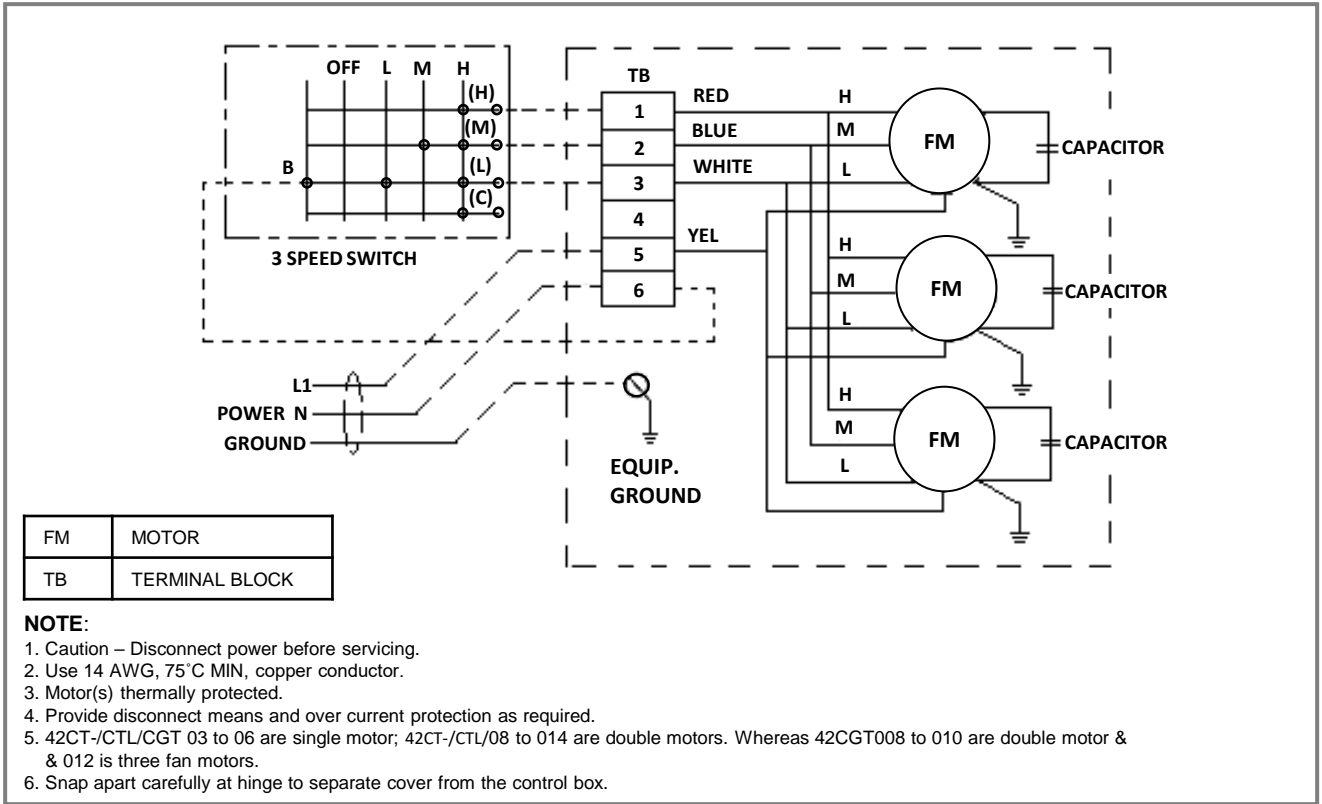 OFF L M H
(H)
(M)
(L)
(C)
B
3 SPEED SWITCH
TB
1
2
3
4
5
6
RED
BLUE
WHITE
YEL
H
M
L
FM
CAPACITOR
H
M
L
FM
CAPACITOR
H
M
L
FM
CAPACITOR
L1
POWER N
GROUND
EQUIP.
GROUND
FM MOTOR
TB TERMINAL BLOCK
NOTE:
1. Caution – Disconnect power before servicing.
2. Use 14 AWG, 75˚C MIN, copper conductor.
3. Motor(s) thermally protected.
4. Provide disconnect means and over current protection as required.
5. 42CT-/CTL/CGT 03 to 06 are single motor; 42CT-/CTL/08 to 014 are double motors. Whereas 42CGT008 to 010 are double motor &
& 012 is three fan motors.
6. Snap apart carefully at hinge to separate cover from the control box.